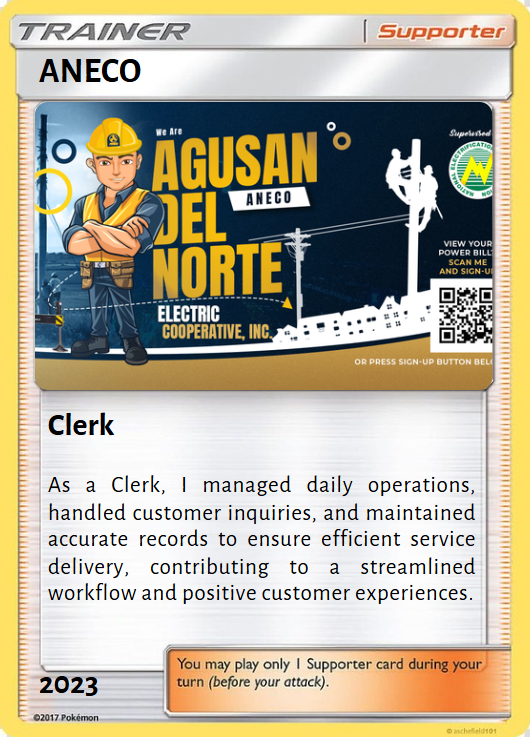 TRAINER
Supporter
ANECO
We Are
AGUSAN
ANECO
DEL
NORTE
ELECTRIC
COOPERATIVE, INC.
Supervised
NATIONAL ELECTRIFICATION
VIEW YOUR
POWER BILL
SCAN ME
AND SIGN-U
OR PRESS SIGN-UP BUTTON BELO
Clerk
As a Clerk, I managed daily operations,
handled customer inquiries, and maintained
accurate records to ensure efficient service
delivery, contributing to a streamlined
workflow and positive customer experiences.
You may play only 1 Supporter card during your
turn (before your attack).
2023
©2017 Pokémon
© aschefield101